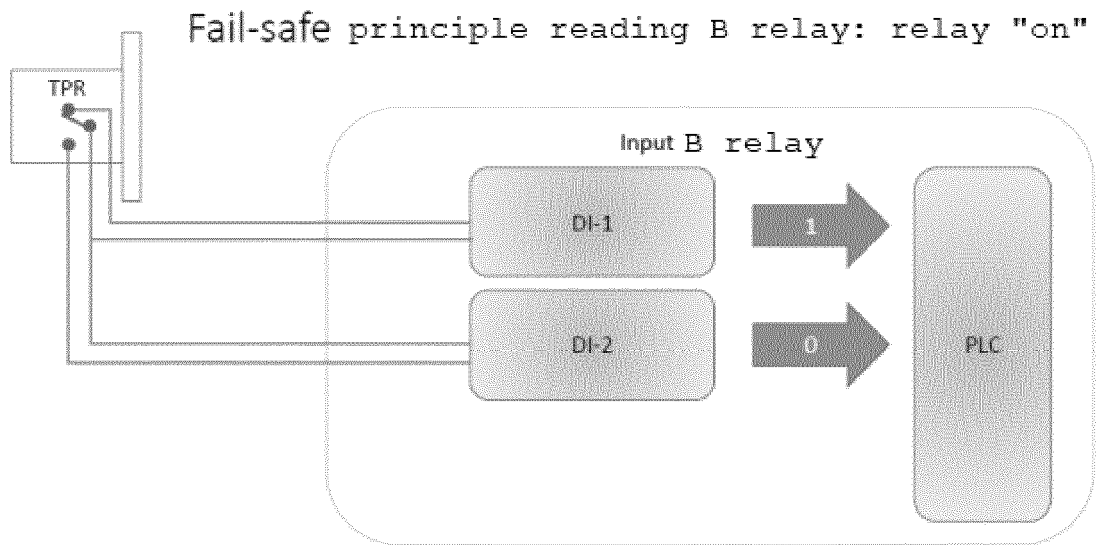 Fail-safe principle reading B relay: relay "on"
TPR
Input B relay
DI-1
1
DI-2
0
PLC